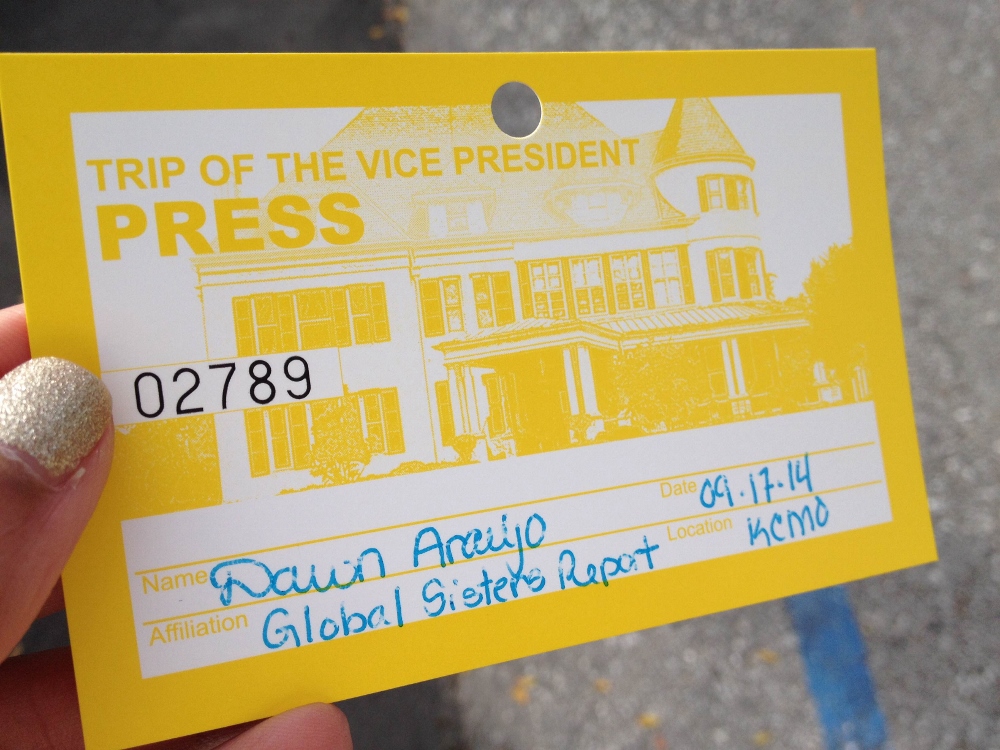 TRIP OF THE VICE PRESIDENT
PRESS
02789
Date 09.17.14
Name Dawn Araujo
Location KCMO
Affiliation Global Sisters Report